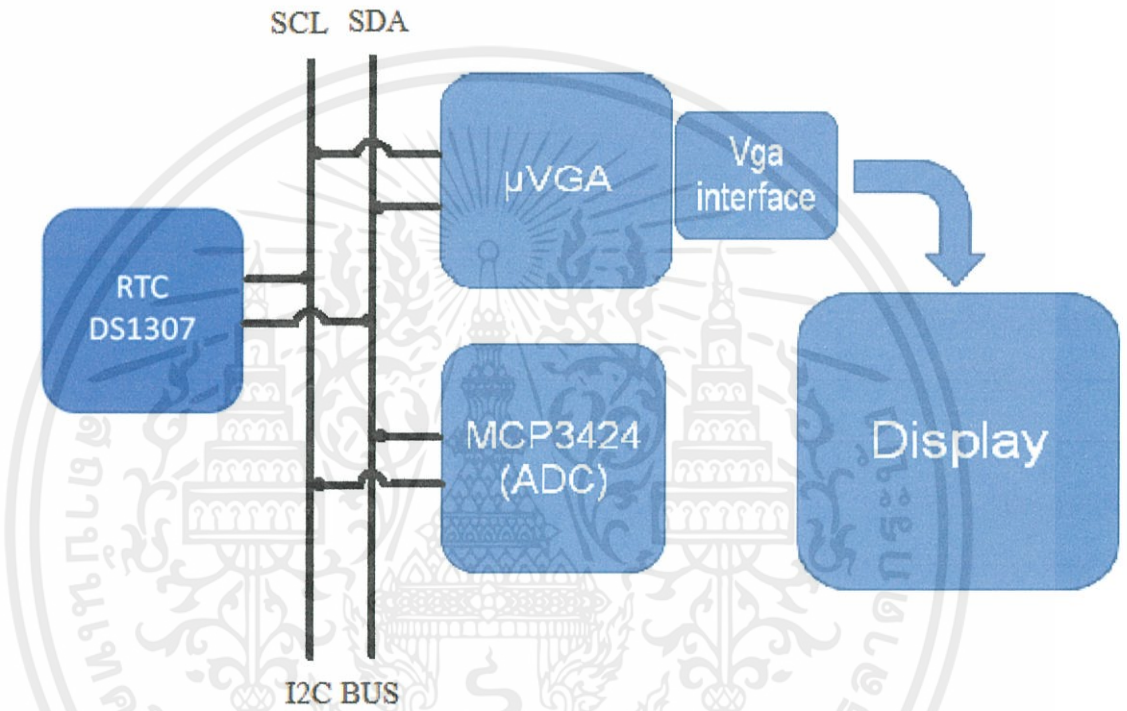 SCL SDA
µVGA
Vga
interface
RTC
DS1307
MCP3424
(ADC)
Display
I2C BUS